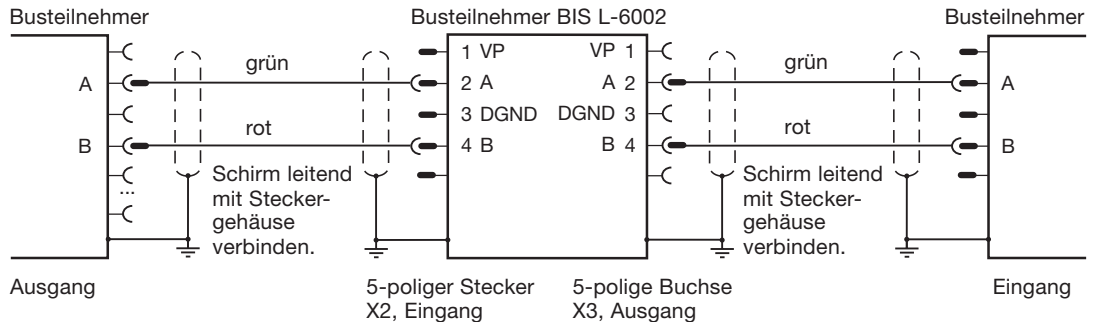 Busteilnehmer
Busteilnehmer BIS L-6002
Busteilnehmer
A
B
...
grün
rot
Schirm leitend
mit Stecker-
gehäuse
verbinden.
1 VP
2 A
3 DGND
4 B
VP 1
A 2
DGND 3
B 4
grün
rot
Schirm leitend
mit Stecker-
gehäuse
verbinden.
A
B
Ausgang
5-poliger Stecker
X2, Eingang
5-polige Buchse
X3, Ausgang
Eingang